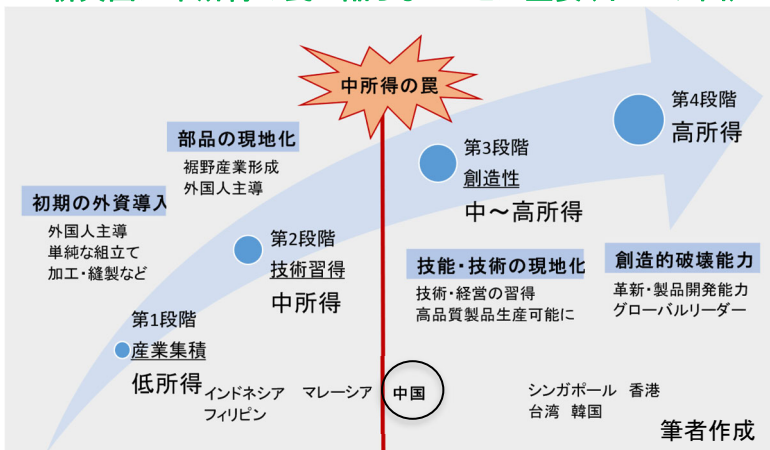 中所得の罠
第4段階
高所得
部品の現地化
裾野産業形成
外国人主導
第3段階
創造性
中～高所得
初期の外資導入
外国人主導
単純な組立て
加工・縫製など
第2段階
技術習得
中所得
技能・技術の現地化
技術・経営の習得
高品質製品生産可能に
創造的破壊能力
革新・製品開発能力
グローバルリーダー
第1段階
産業集積
低所得
インドネシア マレーシア 中国
フィリピン
シンガポール 香港
台湾 韓国
筆者作成